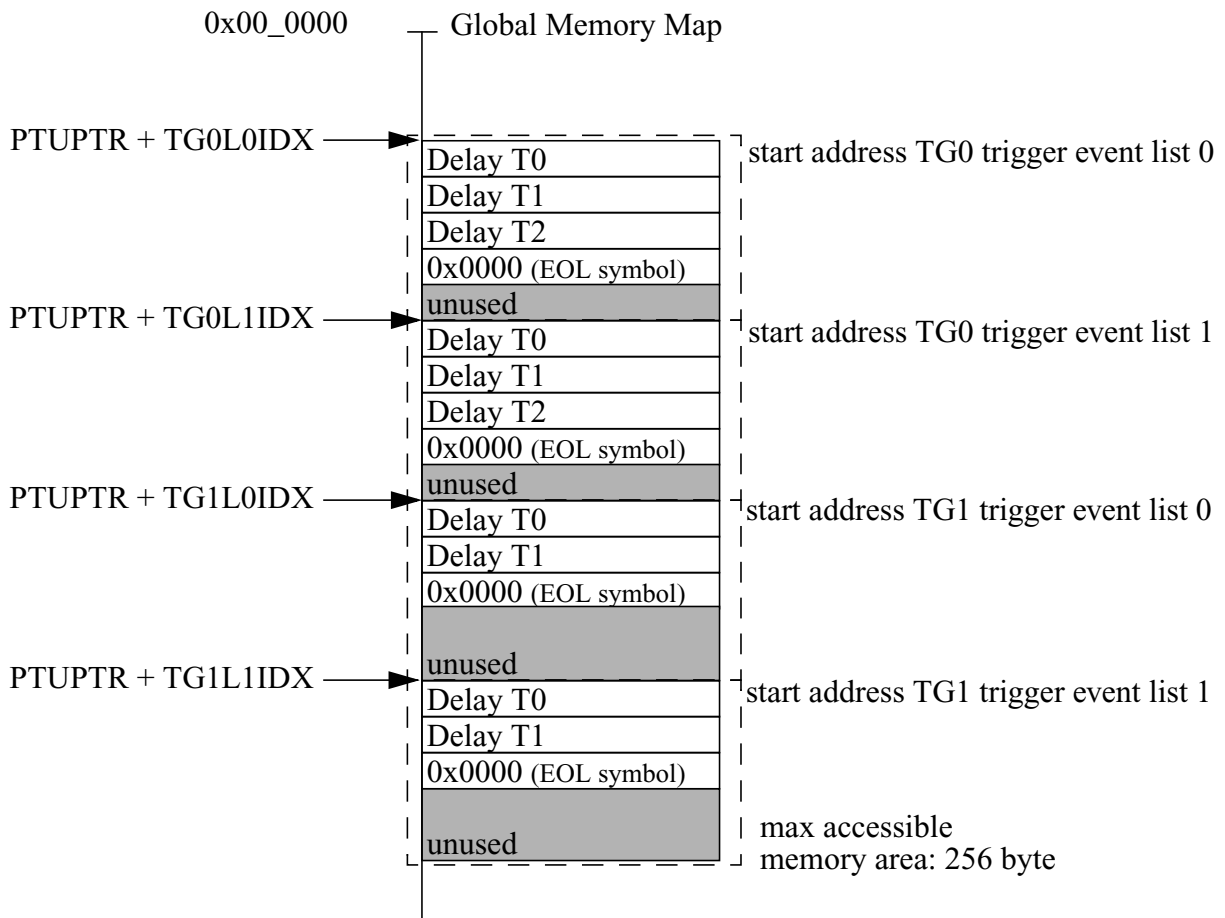 0x00_0000 Global Memory Map
PTUPTR + TG0L0IDX
start address TG0 trigger event list 0
Delay T0
Delay T1
Delay T2
0x0000 (EOL symbol)
unused
PTUPTR + TG0L1IDX
start address TG0 trigger event list 1
Delay T0
Delay T1
Delay T2
0x0000 (EOL symbol)
unused
PTUPTR + TG1L0IDX
start address TG1 trigger event list 0
Delay T0
Delay T1
0x0000 (EOL symbol)
unused
PTUPTR + TG1L1IDX
start address TG1 trigger event list 1
Delay T0
Delay T1
0x0000 (EOL symbol)
unused
max accessible
memory area: 256 byte